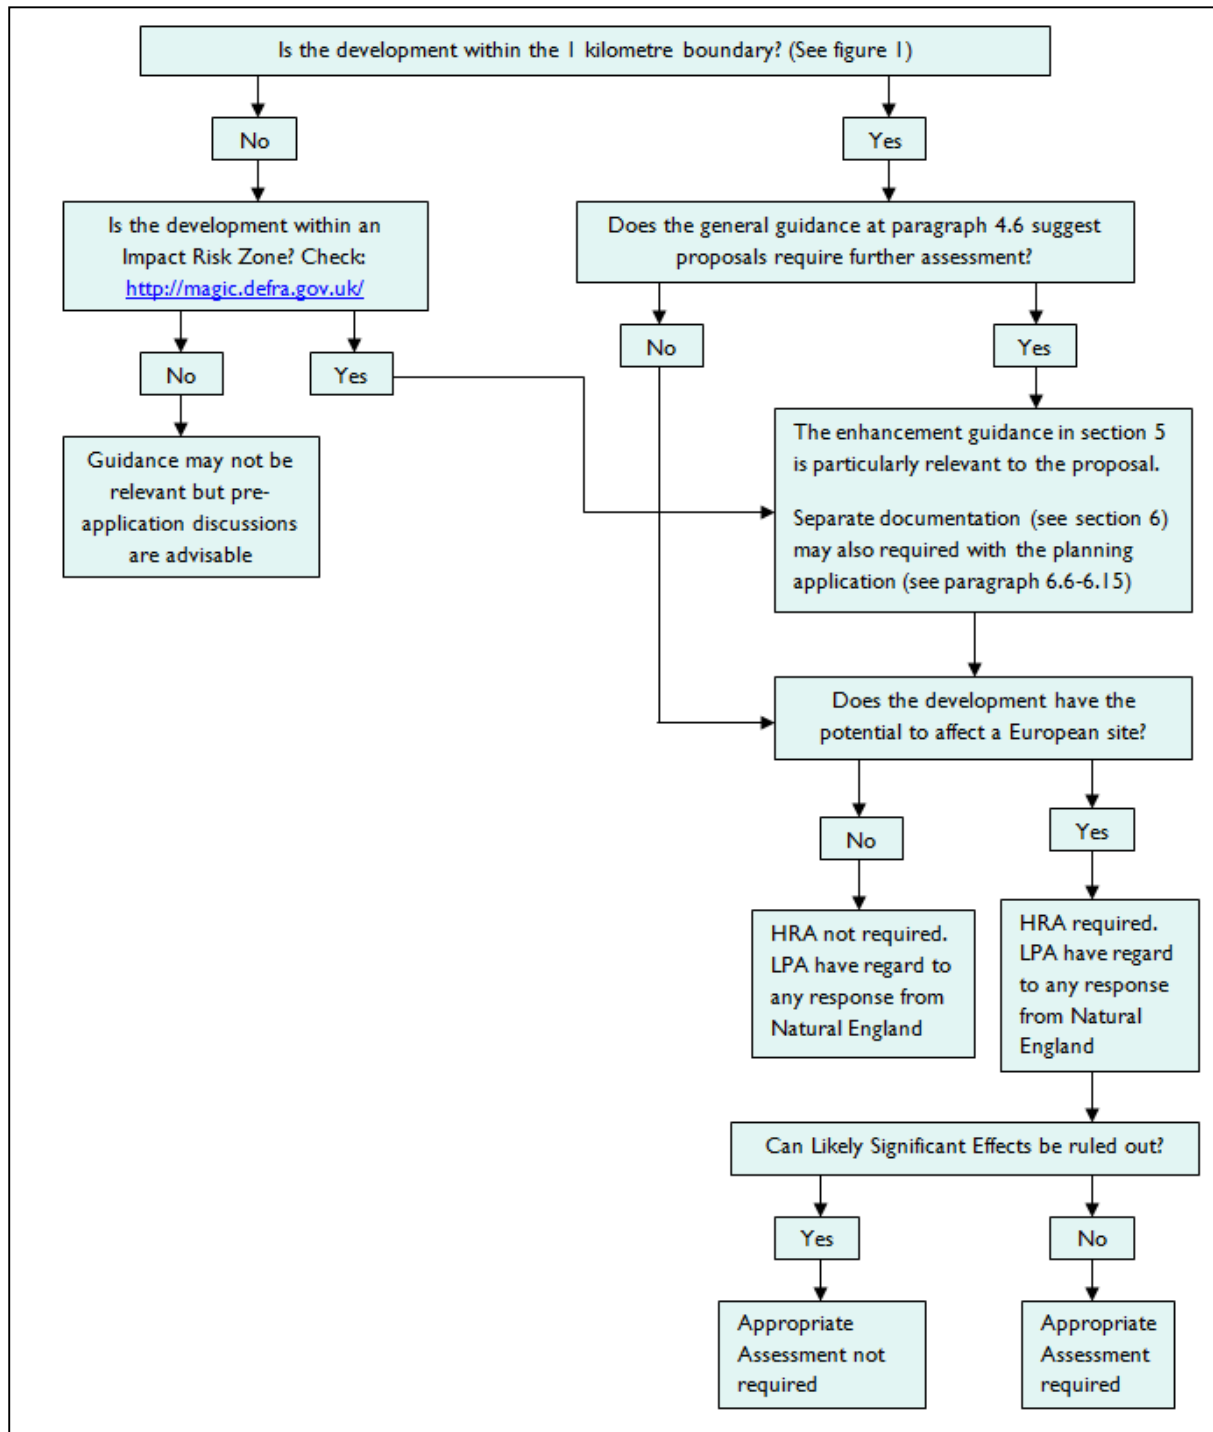 Is the development within the 1 kilometre boundary? (See figure 1)
No
Yes
Is the development within an
Impact Risk Zone? Check:
http://magic.defra.gov.uk/
Does the general guidance at paragraph 4.6 suggest
proposals require further assessment?
No
Yes
No
Yes
Guidance may not be
relevant but pre-
application discussions
are advisable
The enhancement guidance in section 5
is particularly relevant to the proposal.
Separate documentation (see section 6)
may also required with the planning
application (see paragraph 6.6-6.15)
Does the development have the
potential to affect a European site?
No
Yes
HRA not required.
LPA have regard to
any response from
Natural England
HRA required.
LPA have regard
to any response
from Natural
England
Can Likely Significant Effects be ruled out?
Yes
No
Appropriate
Assessment not
required
Appropriate
Assessment
required